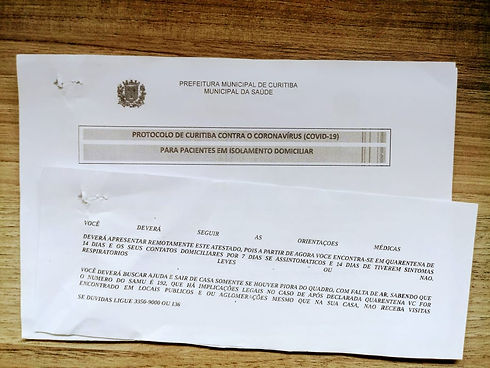 PREFEITURA MUNICIPAL DE CURITIBA
MUNICIPAL DA SAÚDE
PROTOCOLO DE CURITIBA CONTRA O CORONAVÍRUS (COVID-19)
PARA PACIENTES EM ISOLAMENTO DOMICILIAR
VOCÊ DEVERÁ SEGUIR AS ORIENTAÇOES MÉDICAS
DEVERÁ APRESENTAR REMOTAMENTE ESTE ATESTADO, POIS A PARTIR DE AGORA VOCE ENCONTRA-SE EM QUARENTENA DE
14 DIAS E OS SEUS CONTATOS DOMICILIARES POR 7 DIAS SE ASSINTOMATICOS E 14 DIAS DE TIVEREM SINTOMAS
RESPIRATORIOS LEVES OU NAO.
VOCÊ DEVERÁ BUSCAR AJUDA E SAIR DE CASA SOMENTE SE HOUVER PIORA DO QUADRO, COM FALTA DE AR. SABENDO QUE
O NUMERO DO SAMU É 192, QUE HÁ IMPLICAÇÕES LEGAIS NO CASO DE APÓS DECLARADA QUARENTENA VC FOR
ENCONTRADO EM LOCAIS PUBLICOS E OU AGLOMERAÇÕES MESMO QUE NA SUA CASA, NAO RECEBA VISITAS
SE DUVIDAS LIGUE 3350-9000 OU 136